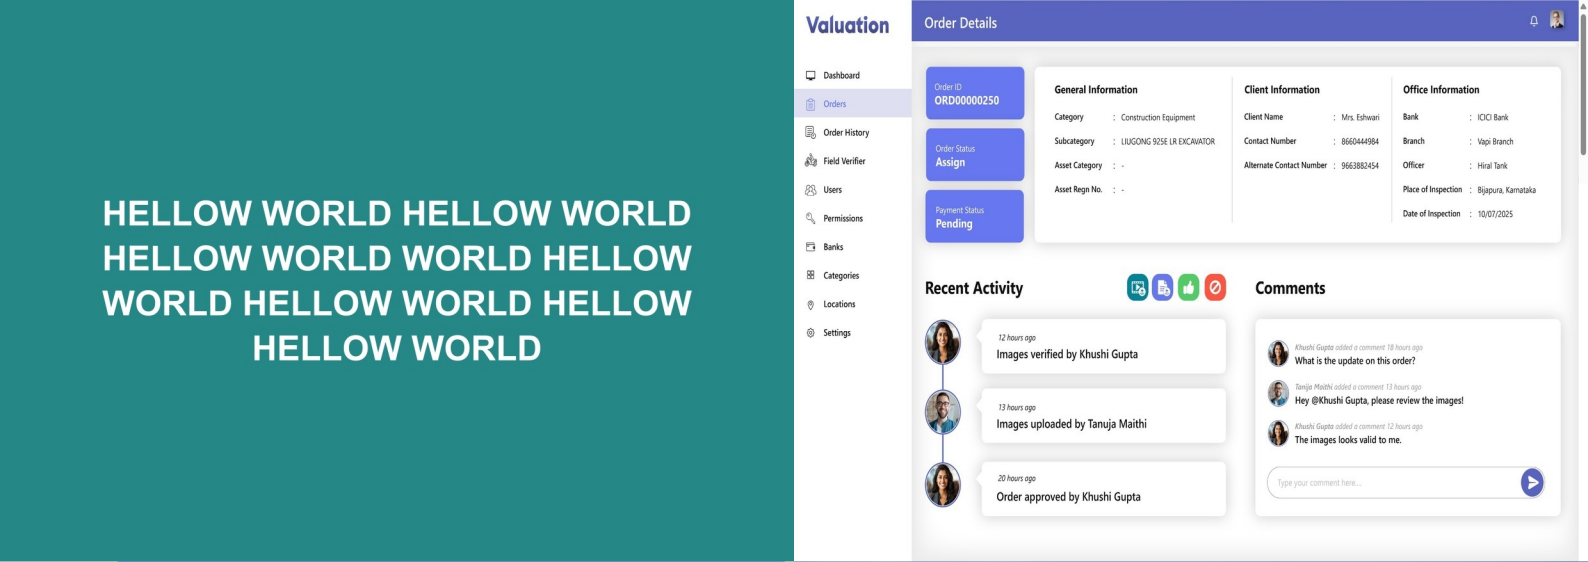 HELLOW WORLD HELLOW WORLD
HELLOW WORLD WORLD HELLOW
WORLD HELLOW WORLD HELLOW
HELLOW WORLD
Valuation
Dashboard
Orders
Order History
Field Verifier
Users
Permissions
Banks
Categories
Locations
Settings
Order Details
Order ID
ORD00000250
Order Status
Assign
Payment Status
Pending
General Information
Category : Construction Equipment
Subcategory : LIUGONG 925E LR EXCAVATOR
Asset Category : -
Asset Regn No. : -
Client Information
Client Name : Mrs. Eshwari
Contact Number : 8660444984
Alternate Contact Number : 9663882454
Office Information
Bank : ICICI Bank
Branch : Vapi Branch
Officer : Hiral Tank
Place of Inspection : Bijapura, Karnataka
Date of Inspection : 10/07/2025
Recent Activity
12 hours ago
Images verified by Khushi Gupta
13 hours ago
Images uploaded by Tanuja Maithi
20 hours ago
Order approved by Khushi Gupta
Comments
Khushi Gupta added a comment 18 hours ago
What is the update on this order?
Tanija Maithi added a comment 13 hours ago
Hey @Khushi Gupta, please review the images!
Khushi Gupta added a comment 12 hours ago
The images looks valid to me.
Type your comment here...